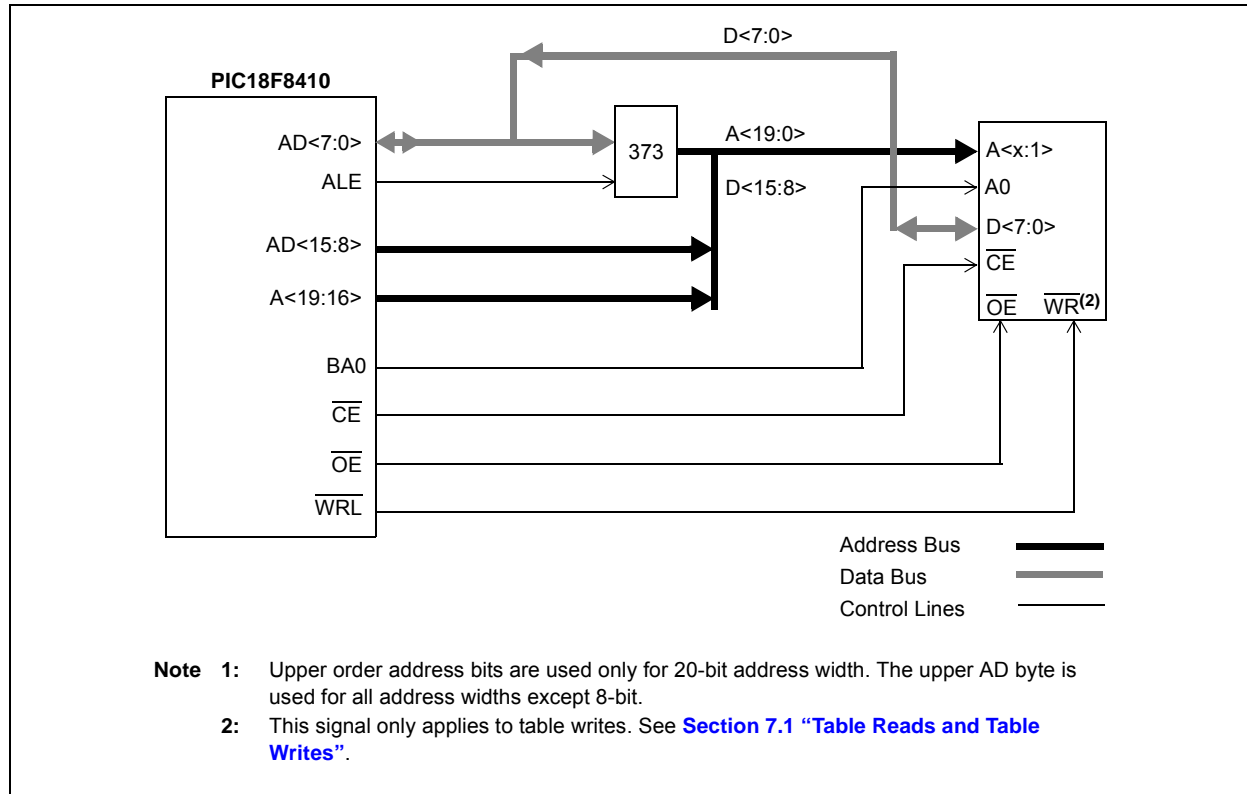 D<7:0>
PIC18F8410
AD<7:0>
373
A<19:0>
A<x:1>
ALE
D<15:8>
A0
D<7:0>
AD<15:8>
CE
A<19:16>
OE
WR(2)
BA0
CE
OE
WRL
Address Bus
Data Bus
Control Lines
Note 1: Upper order address bits are used only for 20-bit address width. The upper AD byte is
used for all address widths except 8-bit.
2: This signal only applies to table writes. See Section 7.1 “Table Reads and Table
Writes”.